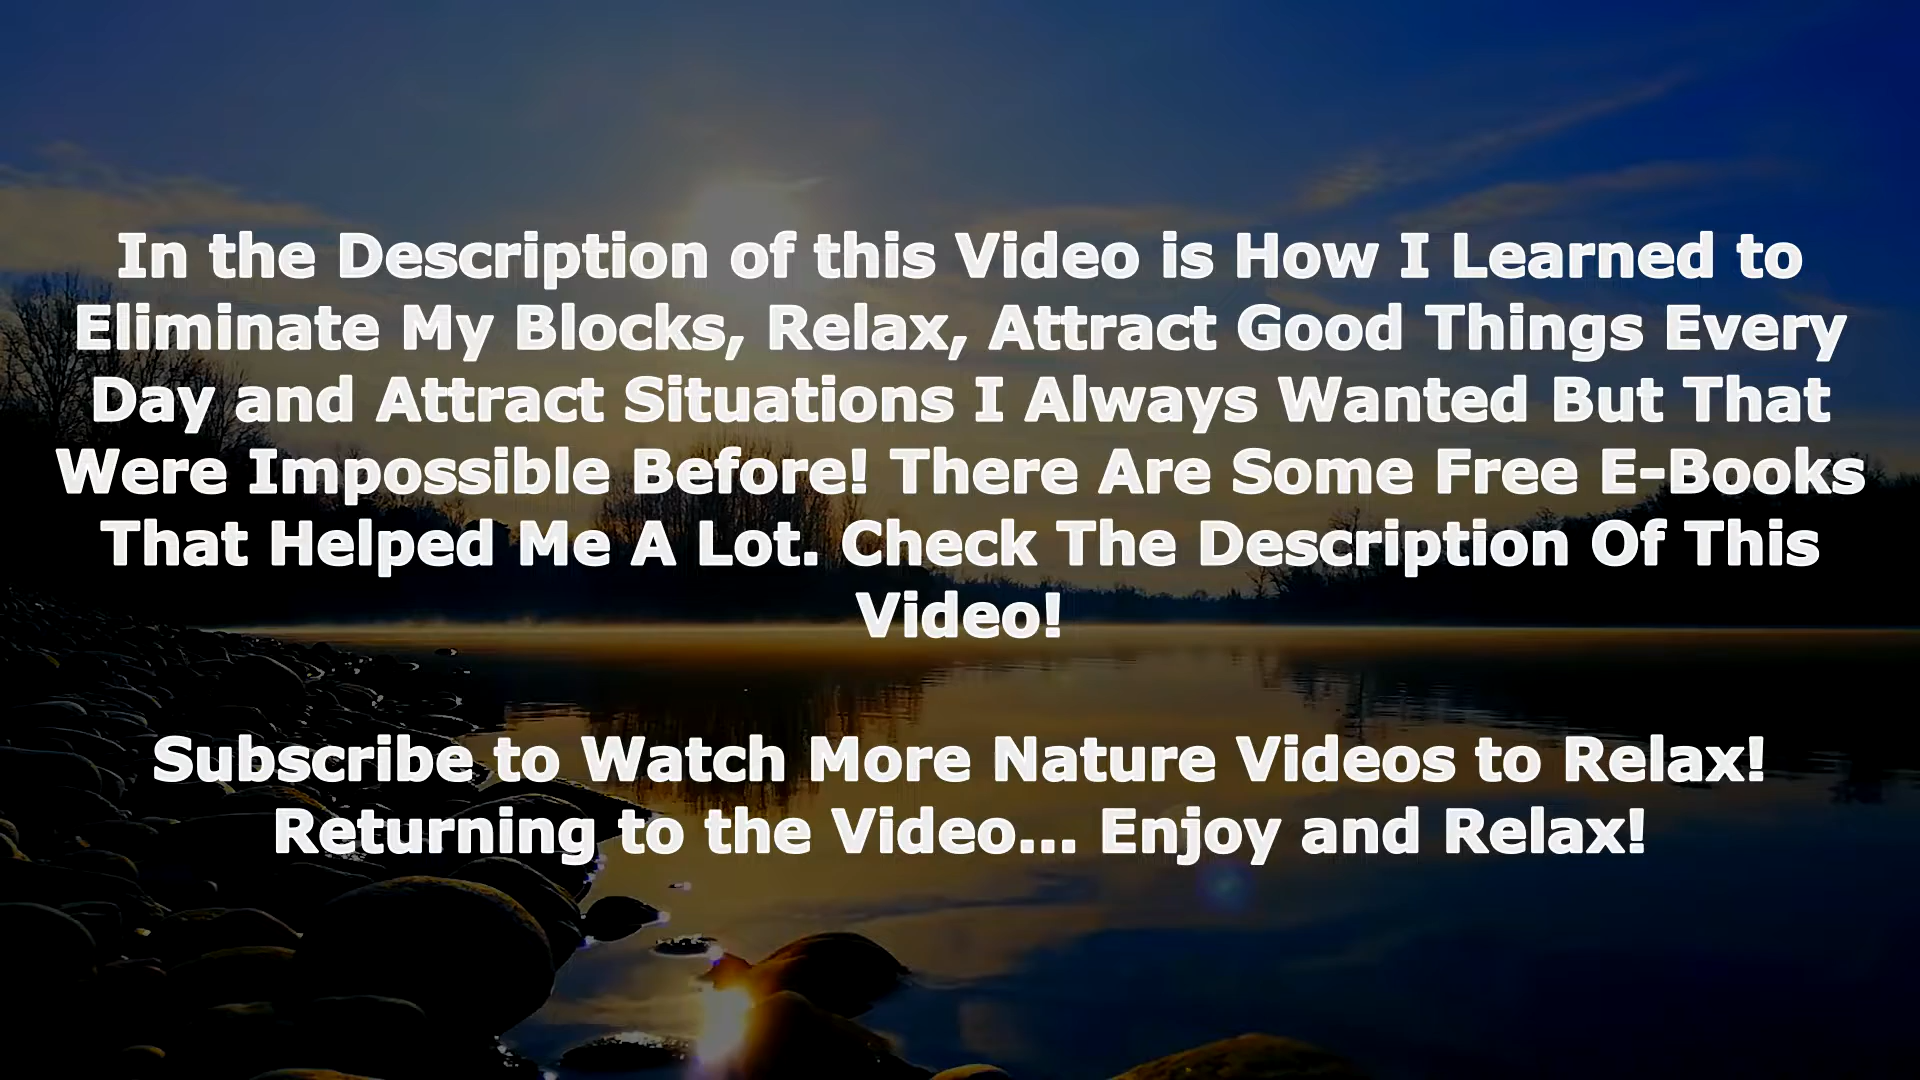 In the Description of this Video is How I Learned to
Eliminate My Blocks, Relax, Attract Good Things Every
Day and Attract Situations I Always Wanted But That
Were Impossible Before! There Are Some Free E-Books
That Helped Me A Lot. Check The Description Of This
Video!
Subscribe to Watch More Nature Videos to Relax!
Returning to the Video... Enjoy and Relax!